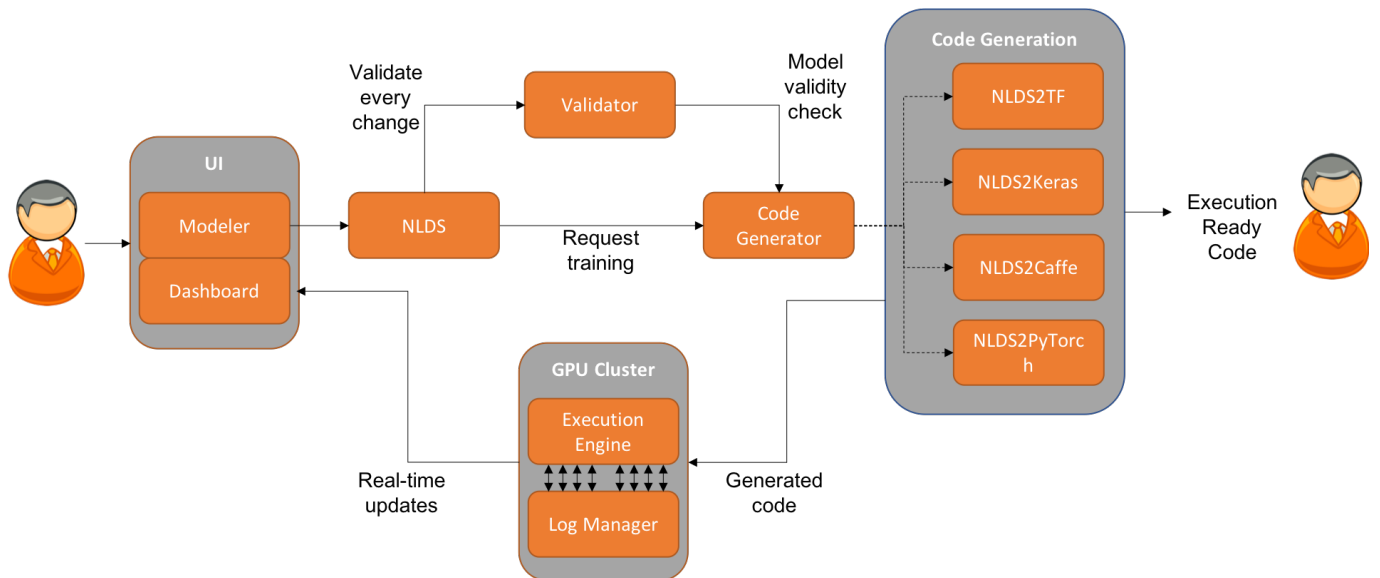 Validate
every
change
Validator
Model
validity
check
Code Generation
NLDS2TF
NLDS2Keras
NLDS2Caffe
NLDS2PyTorc
h
UI
Modeler
Dashboard
NLDS
Request
training
Code
Generator
Execution
Ready
Code
GPU Cluster
Execution
Engine
Log Manager
Real-time
updates
Generated
code